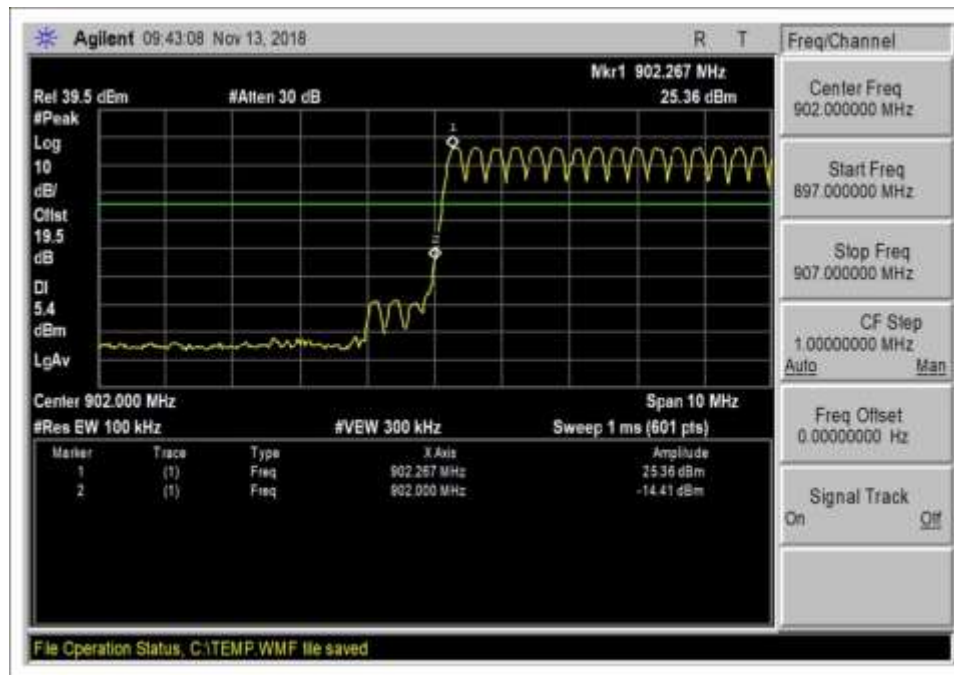 Agilent 09:43:08 Nov 13, 2018 R T
Freq/Channel
Mkr1 902.267 MHz
Ref 39.5 dBm #Atten 30 dB 25.36 dBm
#Peak
Log
10
dB/
Offst
19.5
dB
DI
5.4
dBm
LgAv
1
2
Center 902.000 MHz Span 10 MHz
#Res BW 100 kHz #VBW 300 kHz Sweep 1 ms (601 pts)
Marker Trace Type X Axis Amplitude
1 (1) Freq 902.267 MHz 25.36 dBm
2 (1) Freq 902.000 MHz -14.41 dBm
File Operation Status, C:\TEMP.WMF file saved
Center Freq
902.000000 MHz
Start Freq
897.000000 MHz
Stop Freq
907.000000 MHz
CF Step
1.00000000 MHz
Auto Man
Freq Offset
0.00000000 Hz
Signal Track
On Off